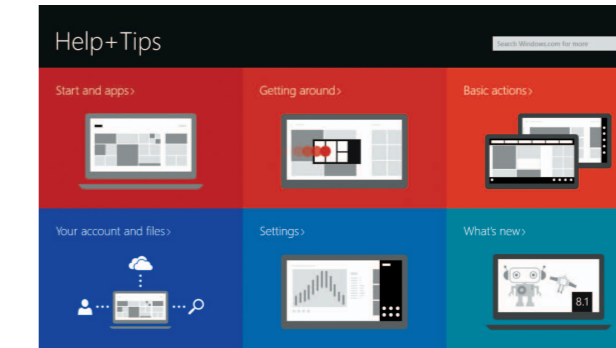 Help+Tips
Search Windows.com for more
Start and apps>
Getting around>
Basic actions>
Your account and files>
Settings>
What's new>
8.1